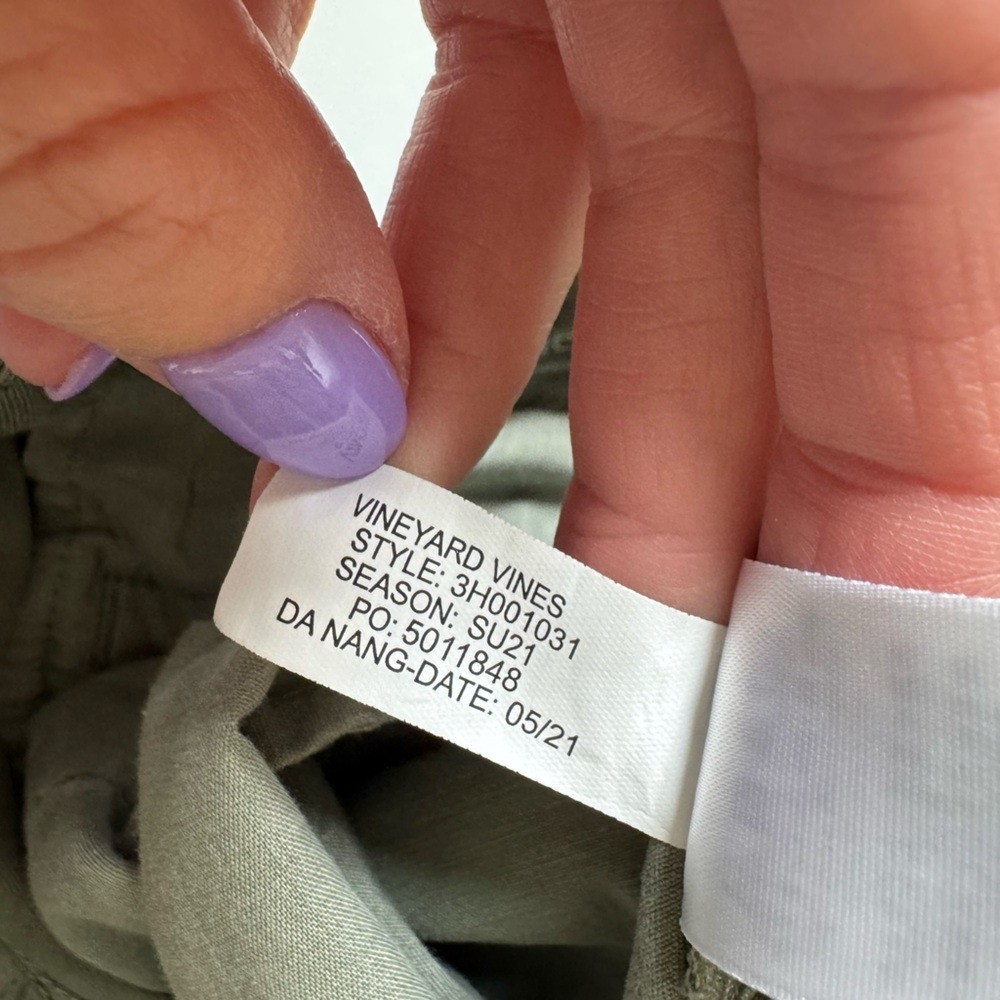 VINEYARD VINES
STYLE: 3H001031
SEASON: SU21
PO: 5011848
DA NANG-DATE: 05/21